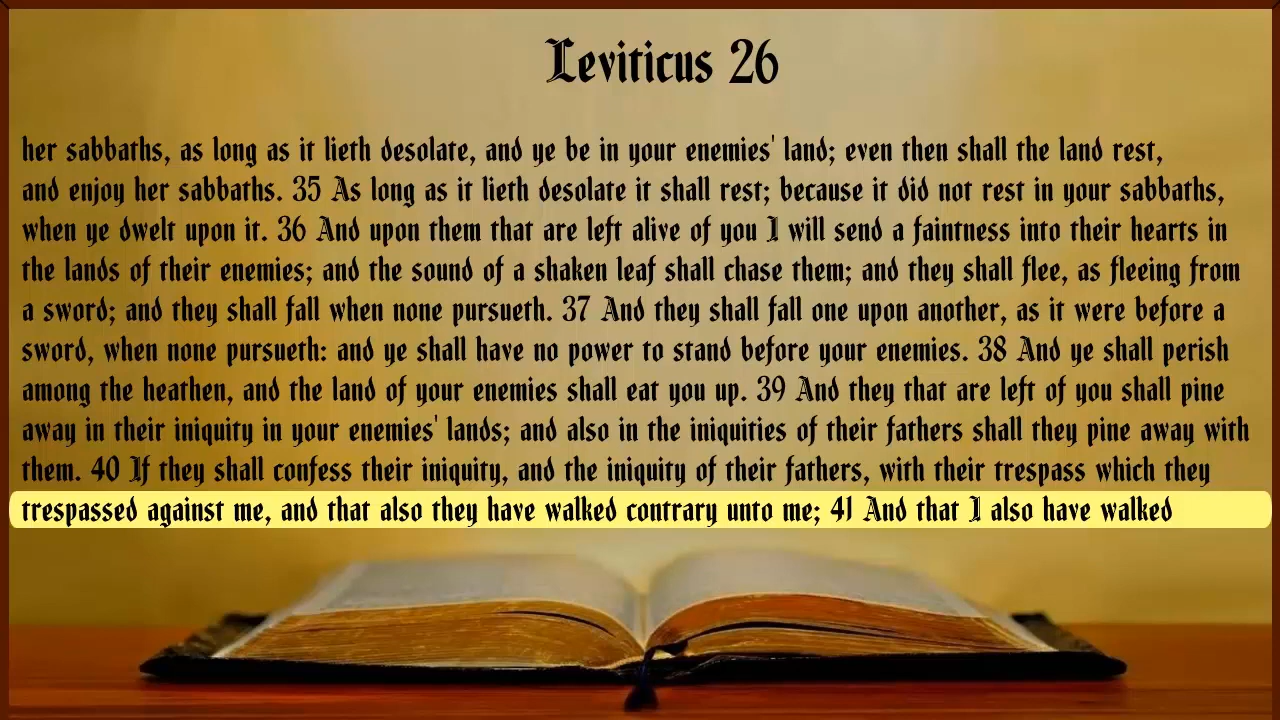 Leviticus 26
her sabbaths, as long as it lieth desolate, and ye be in your enemies' land; even then shall the land rest,
and enjoy her sabbaths. 35 As long as it lieth desolate it shall rest; because it did not rest in your sabbaths,
when ye dwelt upon it. 36 And upon them that are left alive of you I will send a faintness into their hearts in
the lands of their enemies; and the sound of a shaken leaf shall chase them; and they shall flee, as fleeing from
a sword; and they shall fall when none pursueth. 37 And they shall fall one upon another, as it were before a
sword, when none pursueth: and ye shall have no power to stand before your enemies. 38 And ye shall perish
among the heathen, and the land of your enemies shall eat you up. 39 And they that are left of you shall pine
away in their iniquity in your enemies' lands; and also in the iniquities of their fathers shall they pine away with
them. 40 If they shall confess their iniquity, and the iniquity of their fathers, with their trespass which they
trespassed against me, and that also they have walked contrary unto me; 41 And that I also have walked